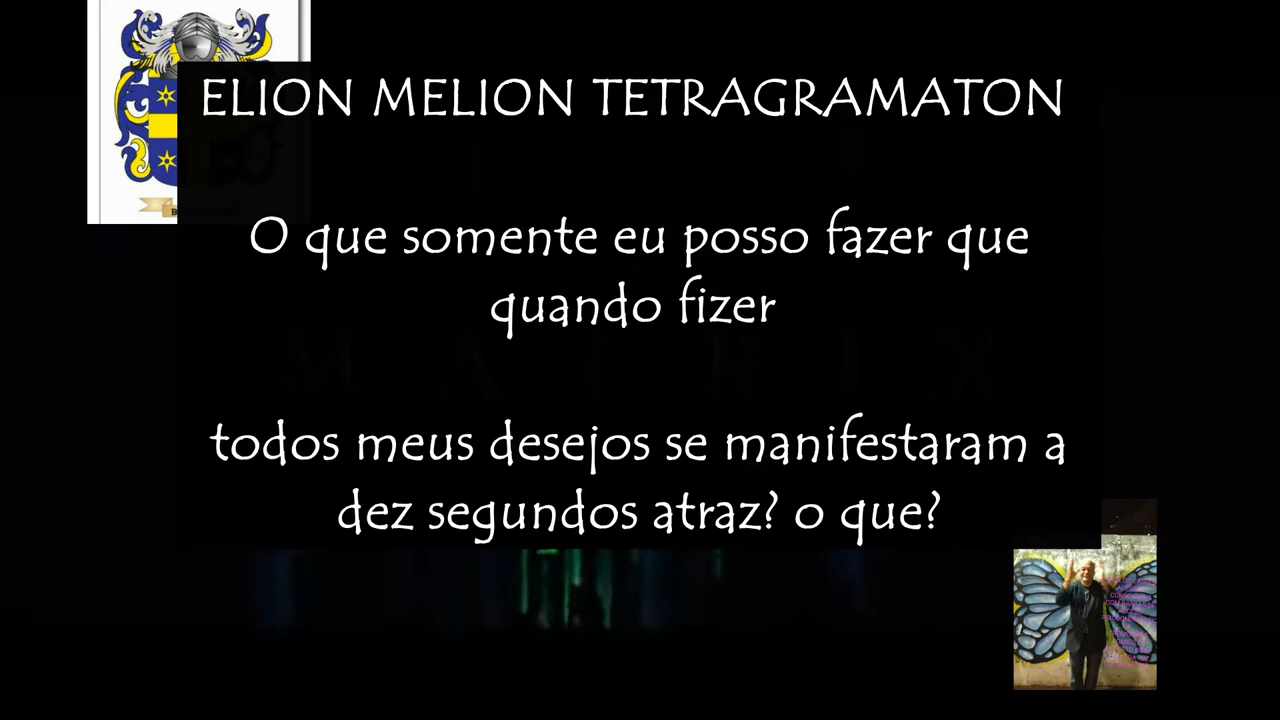 ELION MELION TETRAGRAMATON
O que somente eu posso fazer que
quando fizer
MATRIX
todos meus desejos se manifestaram a
dez segundos atraz? o que?